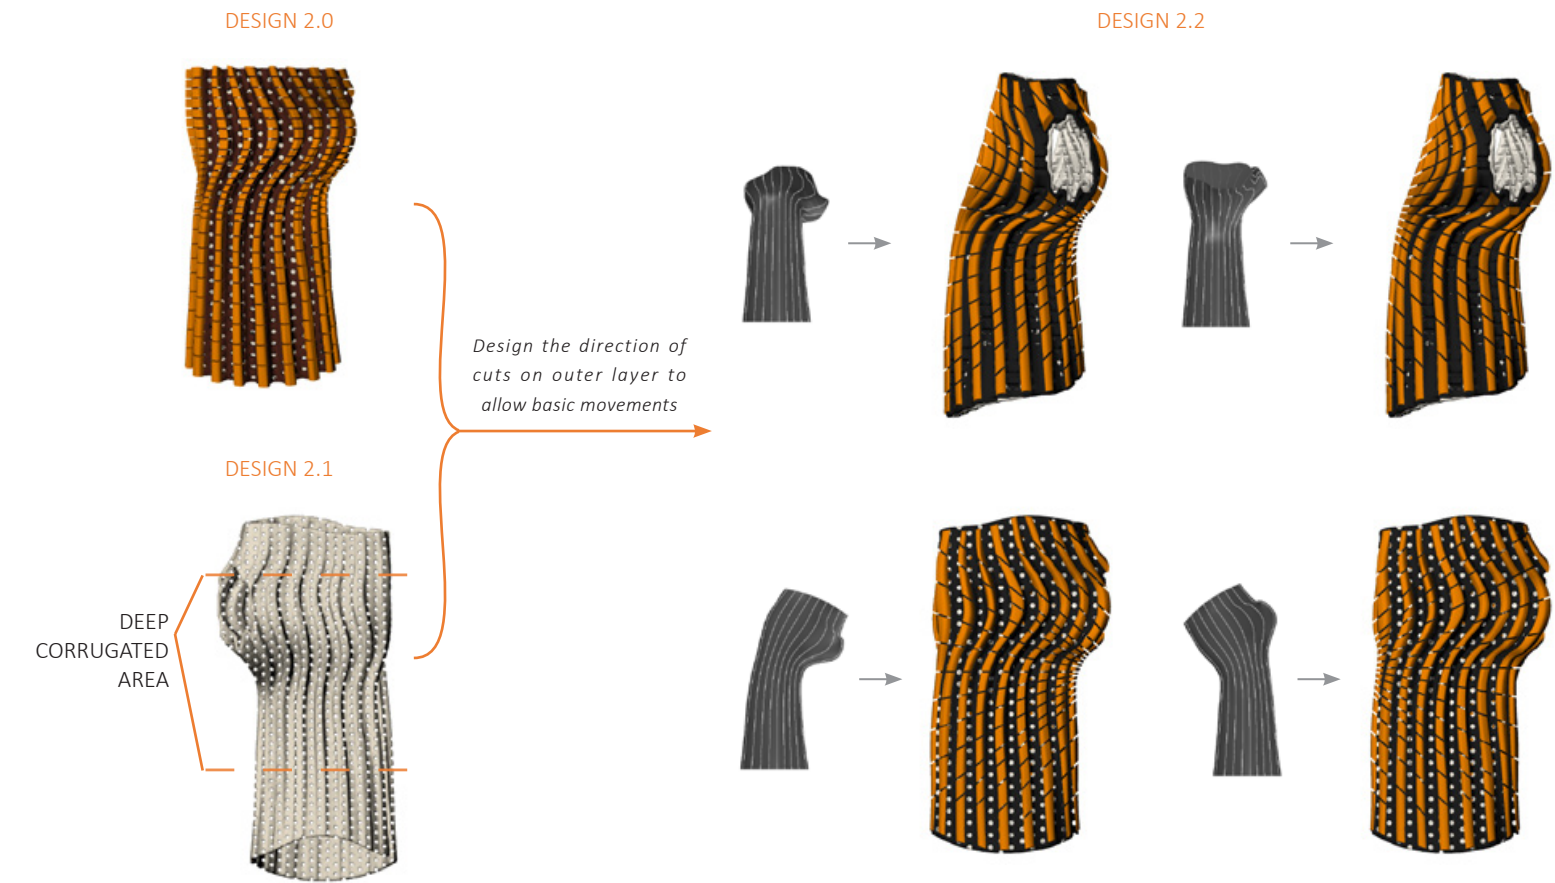 DESIGN 2.0
DESIGN 2.2
Design the direction of
cuts on outer layer to
allow basic movements
DESIGN 2.1
DEEP
CORRUGATED
AREA